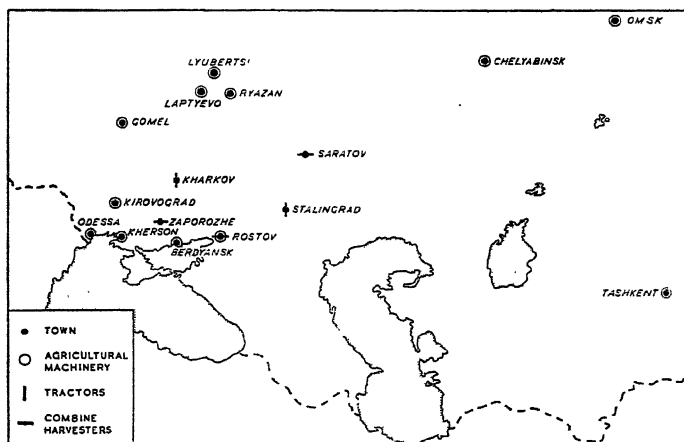 OMSK
LYUBERTSI
CHELYABINSK
LAPTYEVO
RYAZAN
GOMEL
SARATOV
KHARKOV
KIROVOGRAD
STALINGRAD
ODESSA
ZAPOROZHE
KHERSON
ROSTOV
BERDYANSK
TASHKENT
TOWN
AGRICULTURAL
MACHINERY
TRACTORS
COMBINE
HARVESTERS